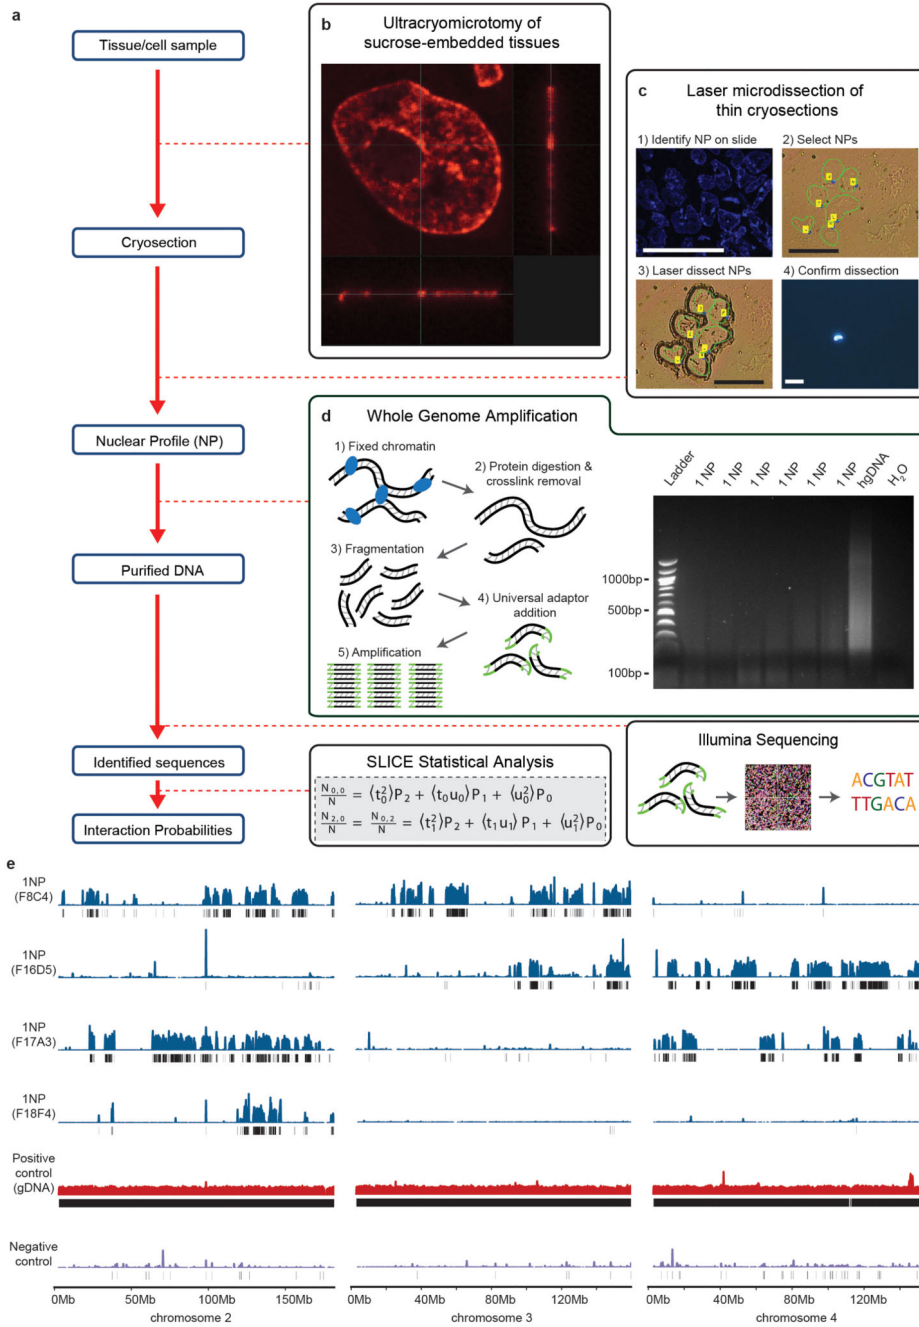 a
Tissue/cell sample
Cryosection
Nuclear Profile (NP)
Purified DNA
Identified sequences
Interaction Probabilities
b
Ultracryomicrotomy of
sucrose-embedded tissues
c
Laser microdissection of
thin cryosections
1) Identify NP on slide
2) Select NPs
3) Laser dissect NPs
4) Confirm dissection
d
Whole Genome Amplification
1) Fixed chromatin
2) Protein digestion &
crosslink removal
3) Fragmentation
4) Universal adaptor
addition
5) Amplification
Ladder
1 NP
1 NP
1 NP
1 NP
1 NP
1 NP
hgDNA
H₂O
1000bp
500bp
100bp
SLICE Statistical Analysis
N₀,₀/N = ⟨t₀²⟩P₂ + ⟨t₀u₀⟩P₁ + ⟨u₀²⟩P₀
N₂,₀/N = N₀,₂/N = ⟨t₁²⟩P₂ + ⟨t₁u₁⟩P₁ + ⟨u₁²⟩P₀
Illumina Sequencing
ACGTAT
TTGACA
e
1NP
(F8C4)
1NP
(F16D5)
1NP
(F17A3)
1NP
(F18F4)
Positive
control
(gDNA)
Negative
control
0Mb 50Mb 100Mb 150Mb
chromosome 2
0Mb 40Mb 80Mb 120Mb
chromosome 3
0Mb 40Mb 80Mb 120Mb
chromosome 4